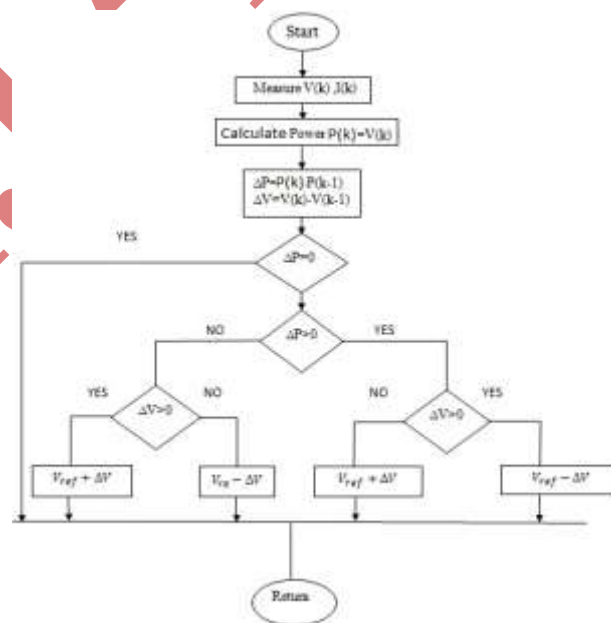 Start
Measure V(k) ,I(k)
Calculate Power P(k)=V(k)
ΔP=P(k) P(k-1)
ΔV=V(k)-V(k-1)
YES
ΔP=0
NO
ΔP>0
YES
YES
ΔV>0
NO
NO
ΔV>0
YES
V_ref + ΔV
V_re − ΔV
V_ref + ΔV
V_ref − ΔV
Return